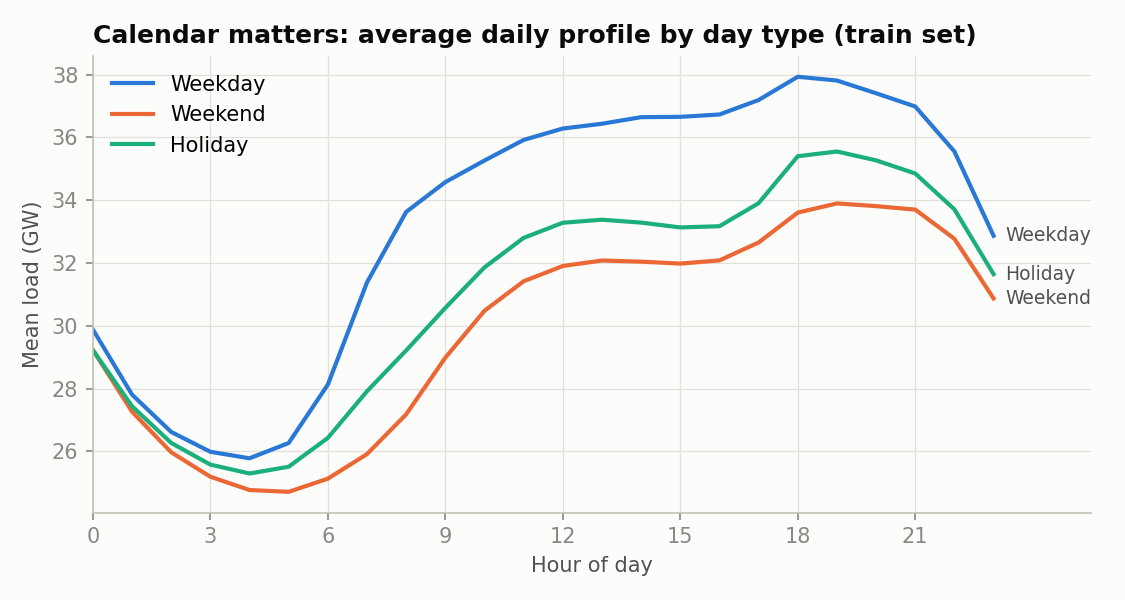 Calendar matters: average daily profile by day type (train set)
Weekday
Weekend
Holiday
Mean load (GW)
38
36
34
32
30
28
26
Weekday
Holiday
Weekend
0 3 6 9 12 15 18 21
Hour of day